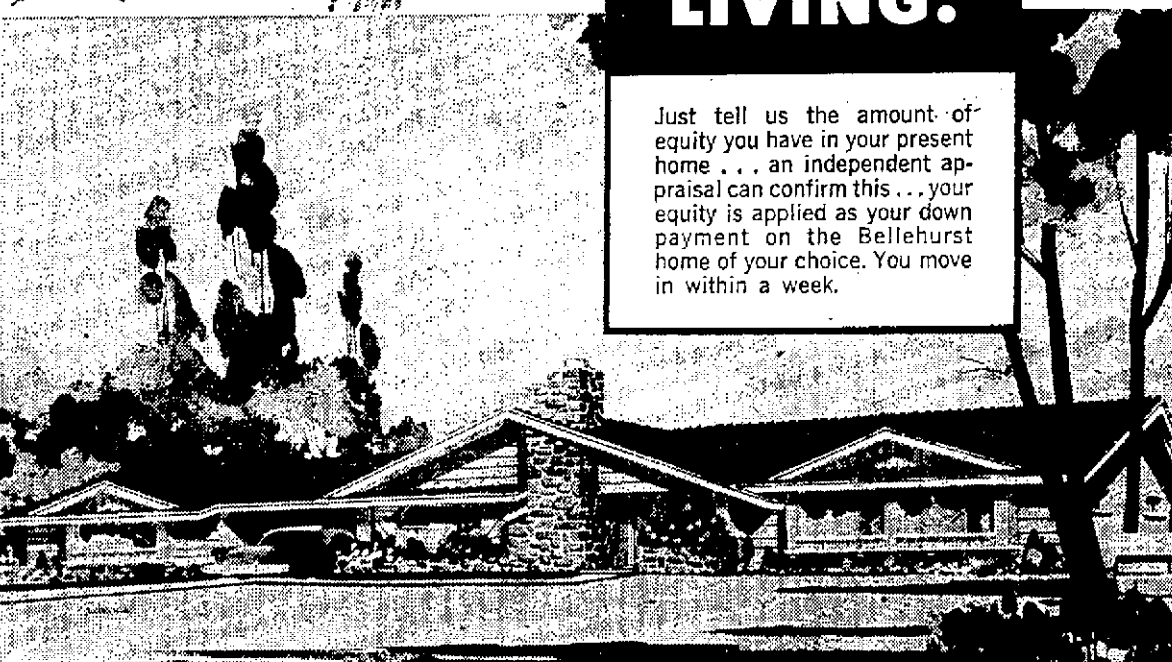 LIVING.
Just tell us the amount of
equity you have in your present
home . . . an independent ap-
praisal can confirm this . . . your
equity is applied as your down
payment on the Bellehurst
home of your choice. You move
in within a week.